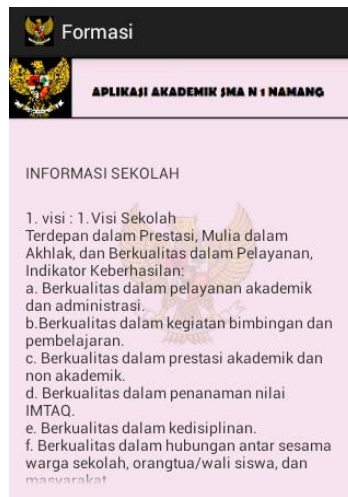 Formasi
APLIKASI AKADEMIK SMA N 1 NAMANG
INFORMASI SEKOLAH
1. visi : 1.Visi Sekolah
Terdepan dalam Prestasi, Mulia dalam
Akhlak, dan Berkualitas dalam Pelayanan,
Indikator Keberhasilan:
a. Berkualitas dalam pelayanan akademik
dan administrasi.
b.Berkualitas dalam kegiatan bimbingan dan
pembelajaran.
c. Berkualitas dalam prestasi akademik dan
non akademik.
d. Berkualitas dalam penanaman nilai
IMTAQ.
e. Berkualitas dalam kedisiplinan.
f. Berkualitas dalam hubungan antar sesama
warga sekolah, orangtua/wali siswa, dan
masyarakat